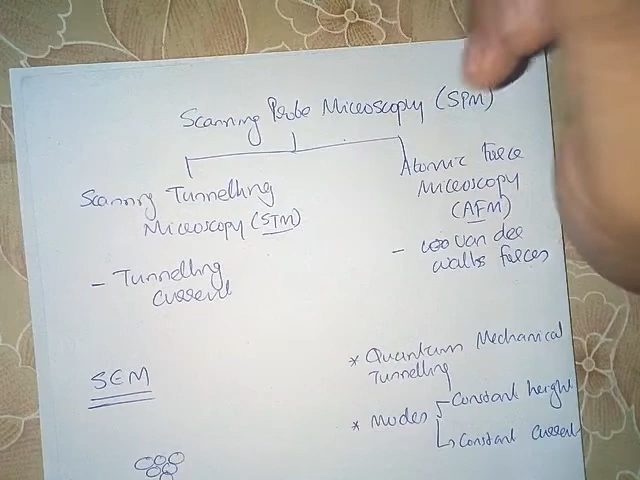 Scanning Probe Microscopy (SPM)
Scanning Tunnelling
Microscopy (STM)
- Tunnelling
current
Atomic Force
Microscopy
(AFM)
- van der
walls forces
SEM
* Quantum Mechanical
Tunnelling
* Modes
Constant height
Constant current